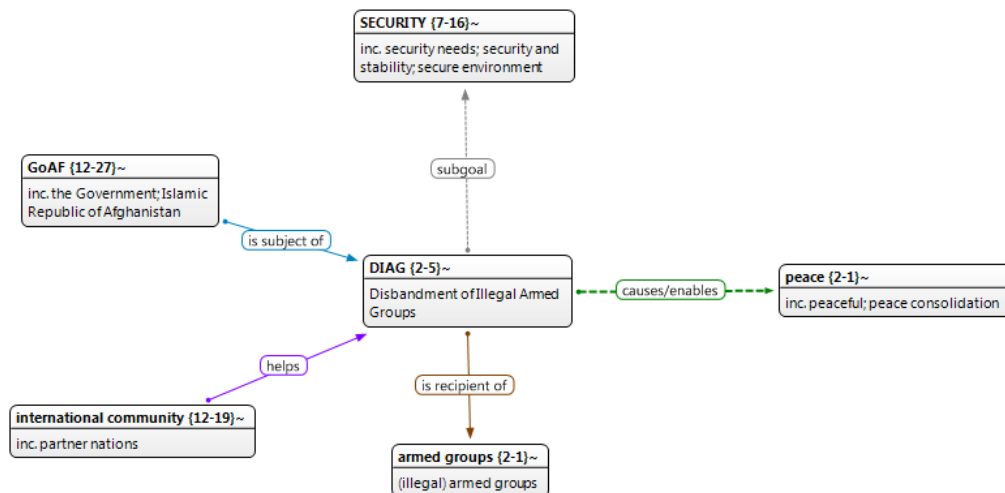 SECURITY {7-16}~
inc. security needs; security and
stability; secure environment
subgoal
GoAF {12-27}~
inc. the Government; Islamic
Republic of Afghanistan
is subject of
DIAG {2-5}~
Disbandment of Illegal Armed
Groups
causes/enables
peace {2-1}~
inc. peaceful; peace consolidation
helps
is recipient of
international community {12-19}~
inc. partner nations
armed groups {2-1}~
(illegal) armed groups